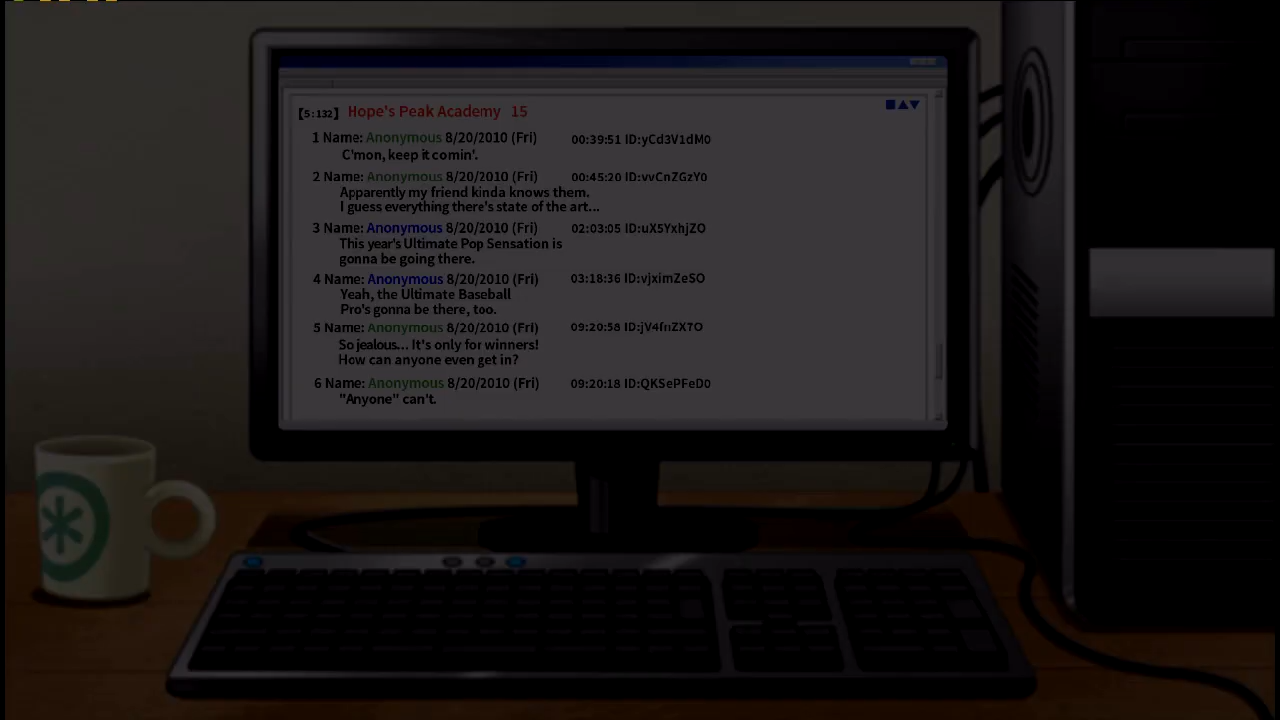 【5:132】 Hope's Peak Academy 15
1 Name: Anonymous 8/20/2010 (Fri) 00:39:51 ID:yCd3V1dM0
C'mon, keep it comin'.
2 Name: Anonymous 8/20/2010 (Fri) 00:45:20 ID:vvCnZGzY0
Apparently my friend kinda knows them.
I guess everything there's state of the art...
3 Name: Anonymous 8/20/2010 (Fri) 02:03:05 ID:uX5YxhjZO
This year's Ultimate Pop Sensation is
gonna be going there.
4 Name: Anonymous 8/20/2010 (Fri) 03:18:36 ID:vjximZeSO
Yeah, the Ultimate Baseball
Pro's gonna be there, too.
5 Name: Anonymous 8/20/2010 (Fri) 09:20:58 ID:jV4fnZX7O
So jealous... It's only for winners!
How can anyone even get in?
6 Name: Anonymous 8/20/2010 (Fri) 09:20:18 ID:QKSePFeD0
"Anyone" can't.